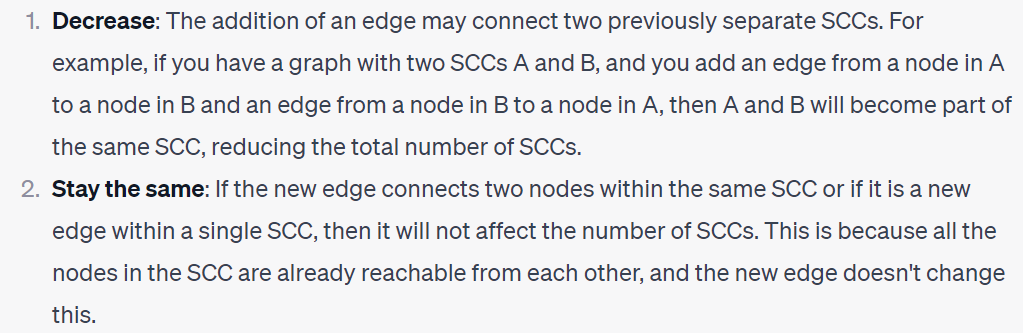 1. Decrease: The addition of an edge may connect two previously separate SCCs. For
example, if you have a graph with two SCCs A and B, and you add an edge from a node in A
to a node in B and an edge from a node in B to a node in A, then A and B will become part of
the same SCC, reducing the total number of SCCs.
2. Stay the same: If the new edge connects two nodes within the same SCC or if it is a new
edge within a single SCC, then it will not affect the number of SCCs. This is because all the
nodes in the SCC are already reachable from each other, and the new edge doesn't change
this.